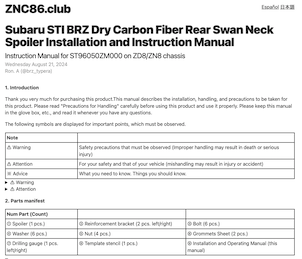 ZNC86.club
Español 日本語
Subaru STI BRZ Dry Carbon Fiber Rear Swan Neck
Spoiler Installation and Instruction Manual
Instruction Manual for ST96050ZM000 on ZD8/ZN8 chassis
Wednesday August 21, 2024
Ron. A (@brz_typera)
1. Introduction
Thank you very much for purchasing this product.This manual describes the installation, handling, and precautions to be taken for
this product. Please read "Precautions for Handling" carefully before using this product and use it properly. Please keep this manual
in the glove box, etc., and read it whenever you have any questions.
The following symbols are displayed for important points, which must be observed.
Note
⚠ Warning
Safety precautions that must be observed (Improper handling may result in death or serious
injury)
⚠ Attention
For your safety and that of your vehicle (mishandling may result in injury or accident)
※ Advice
What you need to know. Things you should know.
▸ ⚠ Warning
▸ ⚠ Attention
2. Parts manifest
Num Part (Count)
① Spoiler (1 pc.)
② Reinforcement bracket (2 pcs. left/right)
③ Bolt (6 pcs.)
④ Washer (6 pcs.)
⑤ Nut (4 pcs.)
⑥ Grommets Sheet (2 pcs.)
⑦ Drilling gauge (1 pcs.
left/right)
⑧ Template stencil (1 pc.)
⑨ Installation and Operating Manual (this
manual)